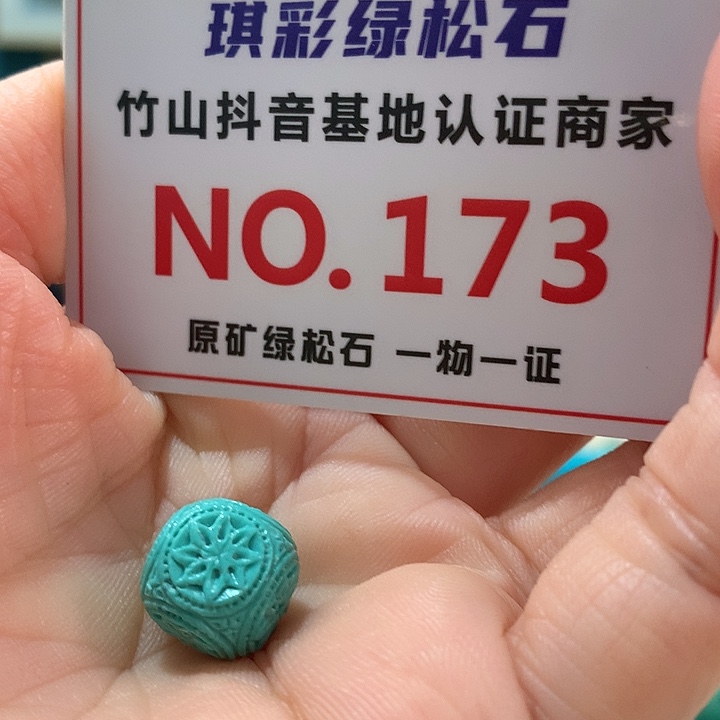 琪彩绿松石
竹山抖音基地认证商家
NO.173
原矿绿松石 一物一证